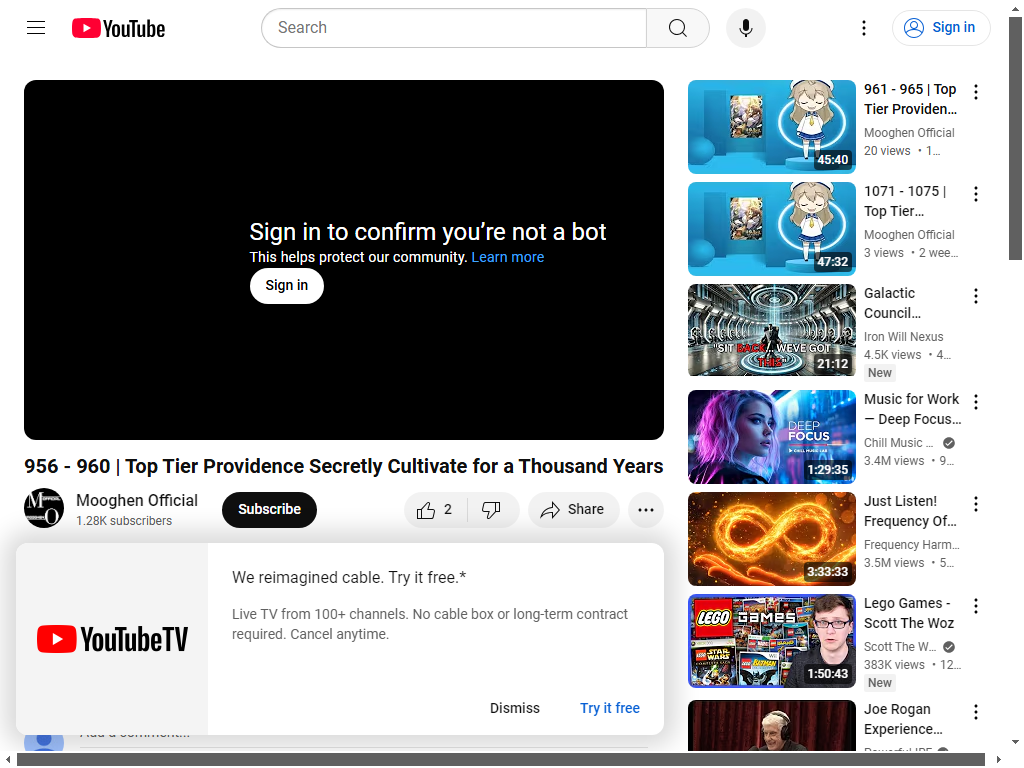 YouTube
Search
Sign in
Sign in to confirm you're not a bot
This helps protect our community. Learn more
Sign in
956 - 960 | Top Tier Providence Secretly Cultivate for a Thousand Years
Mooghen Official
1.28K subscribers
Subscribe
2
Share
YouTubeTV
We reimagined cable. Try it free.*
Live TV from 100+ channels. No cable box or long-term contract
required. Cancel anytime.
Dismiss
Try it free
Add a comment...
961 - 965 | Top
Tier Providen...
Mooghen Official
20 views • 1...
45:40
1071 - 1075 |
Top Tier...
Mooghen Official
3 views • 2 wee...
47:32
"SIT BACK... WE'VE GOT
THIS"
21:12
Galactic
Council...
Iron Will Nexus
4.5K views • 4...
New
DEEP
FOCUS
CHILL MUSIC LAB
1:29:35
Music for Work
— Deep Focus...
Chill Music ...
3.4M views • 9...
3:33:33
Just Listen!
Frequency Of...
Frequency Harm...
3.5M views • 5...
LEGO GAMES
STAR WARS
LEGO BATMAN
1:50:43
Lego Games -
Scott The Woz
Scott The W...
383K views • 12...
New
Joe Rogan
Experience...
PowerfulJRE